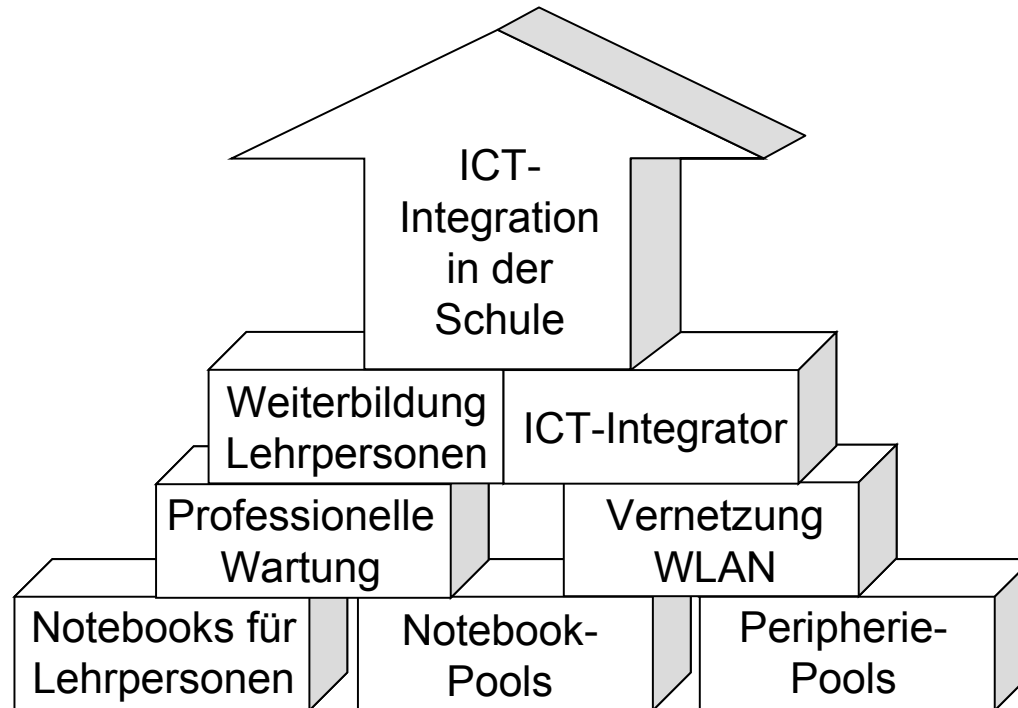 ICT-
Integration
in der
Schule
Weiterbildung
Lehrpersonen
ICT-Integrator
Professionelle
Wartung
Vernetzung
WLAN
Notebooks für
Lehrpersonen
Notebook-
Pools
Peripherie-
Pools